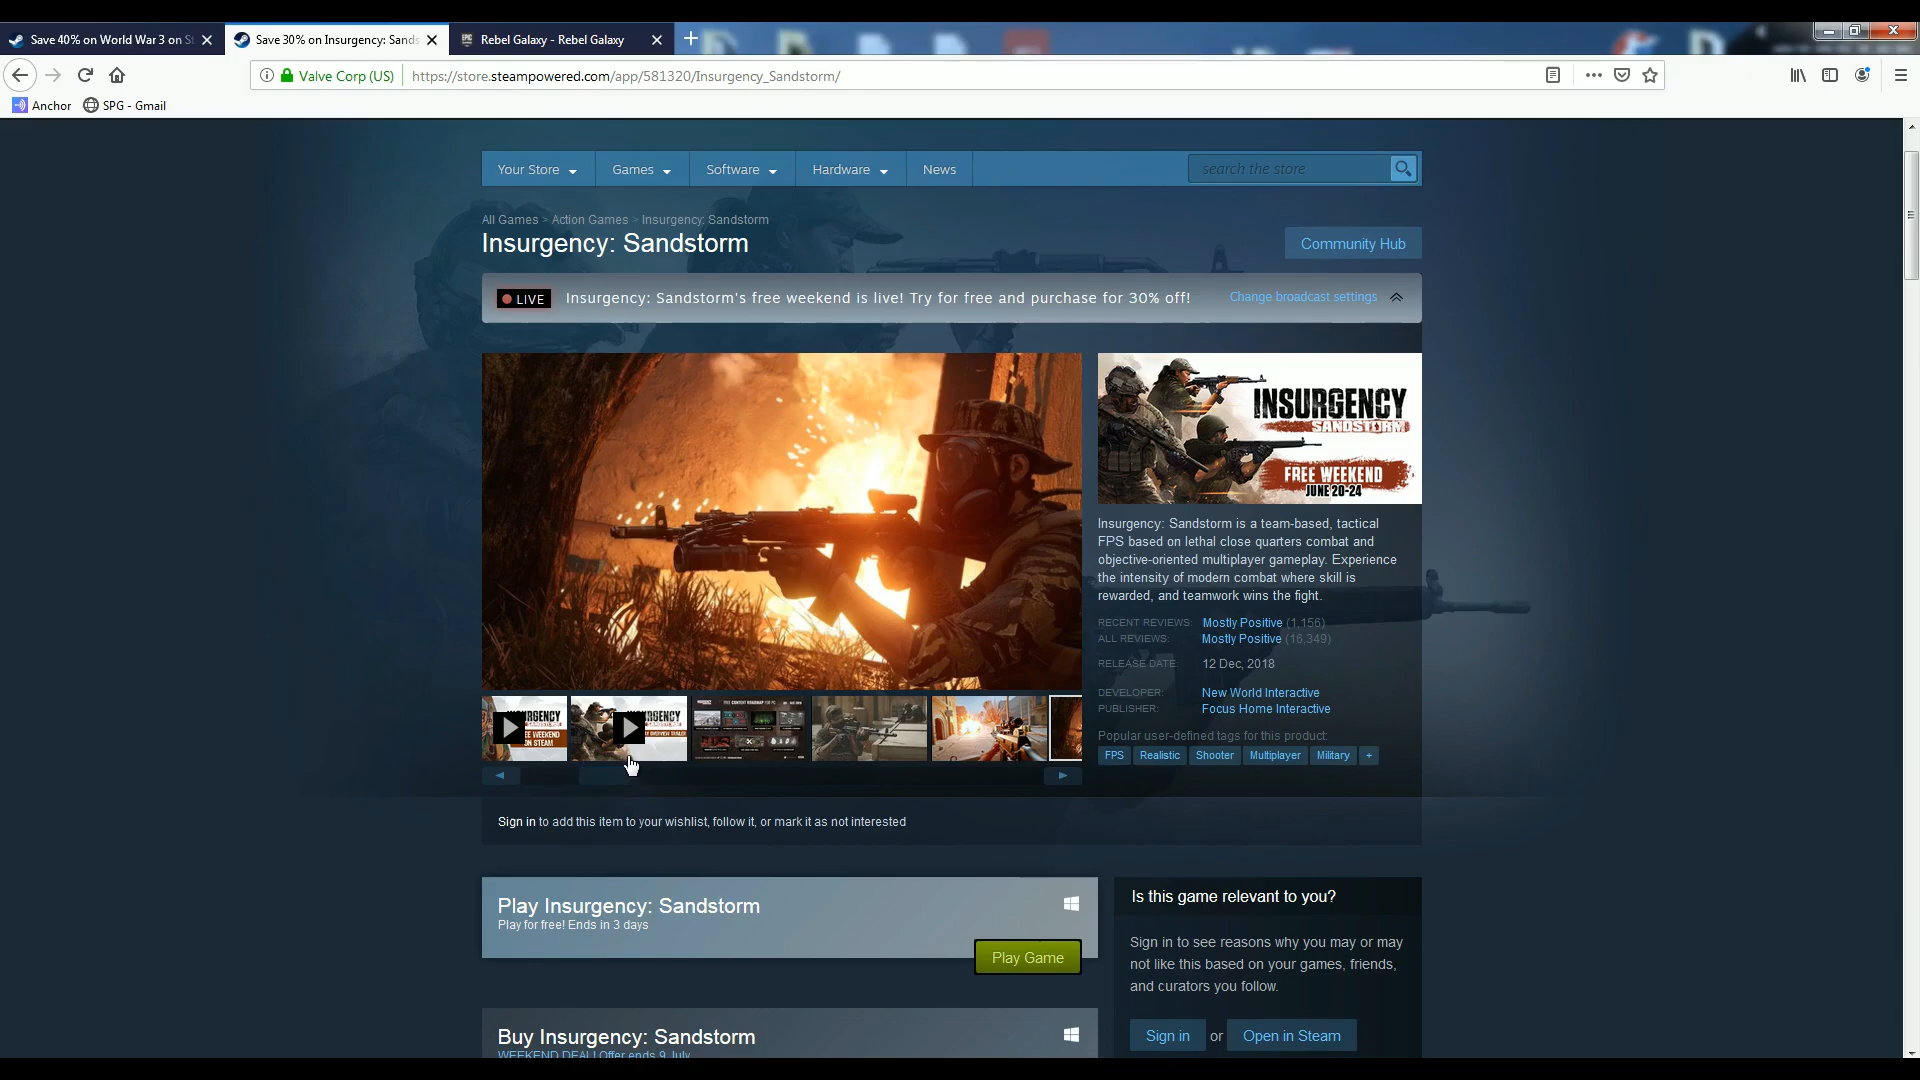 Save 40% on World War 3 on St
Save 30% on Insurgency: Sands
Rebel Galaxy - Rebel Galaxy
Valve Corp (US)
https://store.steampowered.com/app/581320/Insurgency_Sandstorm/
Anchor
SPG - Gmail
Your Store
Games
Software
Hardware
News
search the store
All Games > Action Games > Insurgency: Sandstorm
Insurgency: Sandstorm
Community Hub
LIVE
Insurgency: Sandstorm's free weekend is live! Try for free and purchase for 30% off!
Change broadcast settings
INSURGENCY
SANDSTORM
FREE WEEKEND
JUNE 20-24
Insurgency: Sandstorm is a team-based, tactical
FPS based on lethal close quarters combat and
objective-oriented multiplayer gameplay. Experience
the intensity of modern combat where skill is
rewarded, and teamwork wins the fight.
RECENT REVIEWS: Mostly Positive (1,156)
ALL REVIEWS: Mostly Positive (16,349)
RELEASE DATE: 12 Dec, 2018
DEVELOPER: New World Interactive
PUBLISHER: Focus Home Interactive
Popular user-defined tags for this product:
FPS Realistic Shooter Multiplayer Military +
Sign in to add this item to your wishlist, follow it, or mark it as not interested
Play Insurgency: Sandstorm
Play for free! Ends in 3 days
Play Game
Is this game relevant to you?
Sign in to see reasons why you may or may
not like this based on your games, friends,
and curators you follow.
Sign in or Open in Steam
Buy Insurgency: Sandstorm
WEEKEND DEAL! Offer ends 9 July